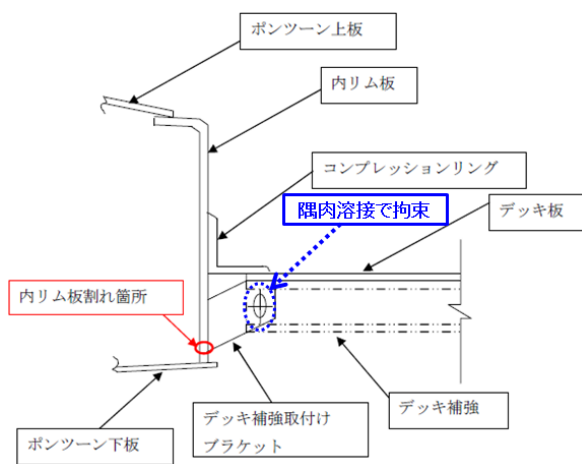 ポンツーン上板
内リム板
コンプレッションリング
隅肉溶接で拘束
デッキ板
内リム板割れ箇所
デッキ補強取付け
ブラケット
デッキ補強
ポンツーン下板